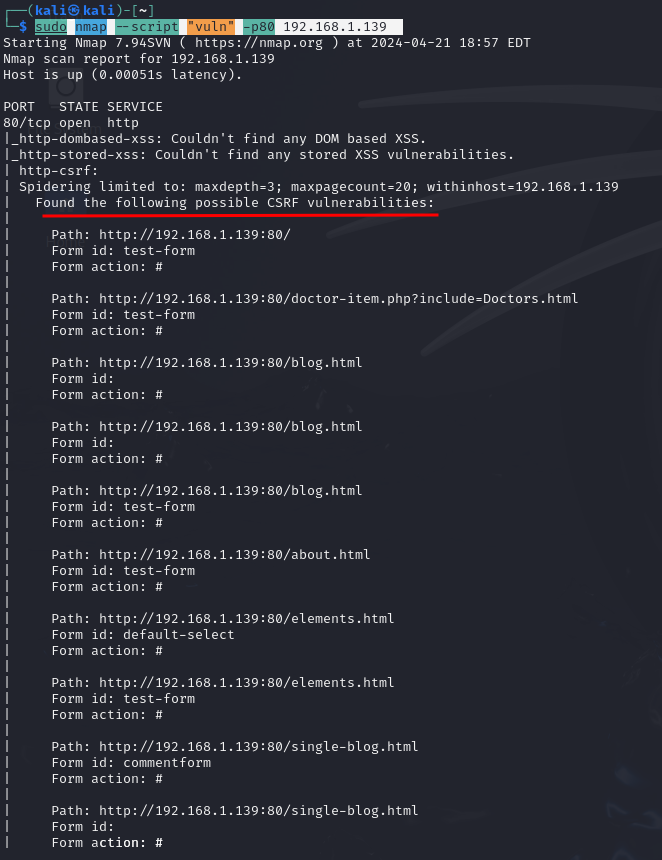 ┌──(kali㉿kali)-[~]
└─$ sudo nmap --script "vuln" -p80 192.168.1.139
Starting Nmap 7.94SVN ( https://nmap.org ) at 2024-04-21 18:57 EDT
Nmap scan report for 192.168.1.139
Host is up (0.00051s latency).

PORT   STATE SERVICE
80/tcp open  http
|_http-dombased-xss: Couldn't find any DOM based XSS.
|_http-stored-xss: Couldn't find any stored XSS vulnerabilities.
| http-csrf:
| Spidering limited to: maxdepth=3; maxpagecount=20; withinhost=192.168.1.139
|   Found the following possible CSRF vulnerabilities:
|
|     Path: http://192.168.1.139:80/
|     Form id: test-form
|     Form action: #
|
|     Path: http://192.168.1.139:80/doctor-item.php?include=Doctors.html
|     Form id: test-form
|     Form action: #
|
|     Path: http://192.168.1.139:80/blog.html
|     Form id:
|     Form action: #
|
|     Path: http://192.168.1.139:80/blog.html
|     Form id:
|     Form action: #
|
|     Path: http://192.168.1.139:80/blog.html
|     Form id: test-form
|     Form action: #
|
|     Path: http://192.168.1.139:80/about.html
|     Form id: test-form
|     Form action: #
|
|     Path: http://192.168.1.139:80/elements.html
|     Form id: default-select
|     Form action: #
|
|     Path: http://192.168.1.139:80/elements.html
|     Form id: test-form
|     Form action: #
|
|     Path: http://192.168.1.139:80/single-blog.html
|     Form id: commentform
|     Form action: #
|
|     Path: http://192.168.1.139:80/single-blog.html
|     Form id:
|     Form action: #